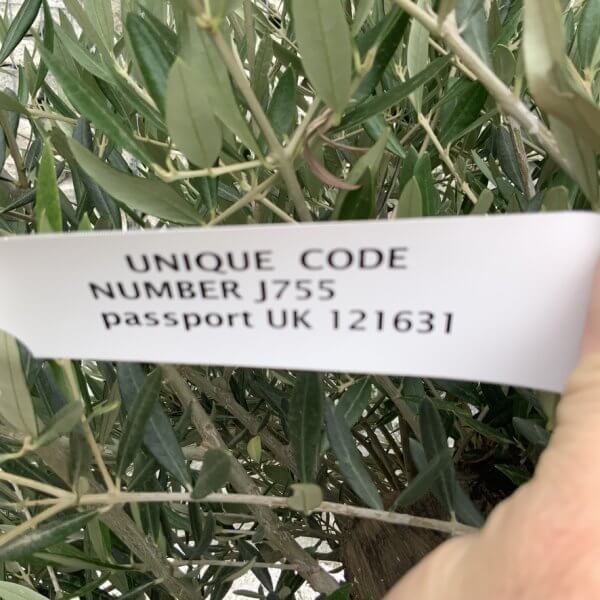 UNIQUE CODE
NUMBER J755
passport UK 121631